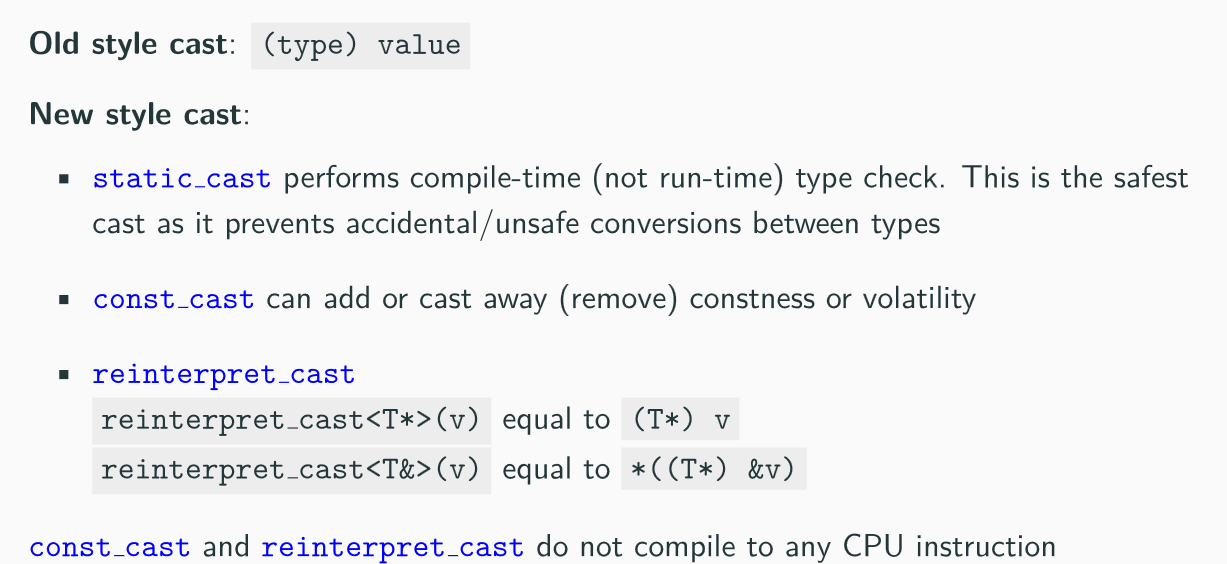 Old style cast: (type) value
New style cast:
▪ static_cast performs compile-time (not run-time) type check. This is the safest
cast as it prevents accidental/unsafe conversions between types
▪ const_cast can add or cast away (remove) constness or volatility
▪ reinterpret_cast
reinterpret_cast<T*>(v) equal to (T*) v
reinterpret_cast<T&>(v) equal to *((T*) &v)
const_cast and reinterpret_cast do not compile to any CPU instruction